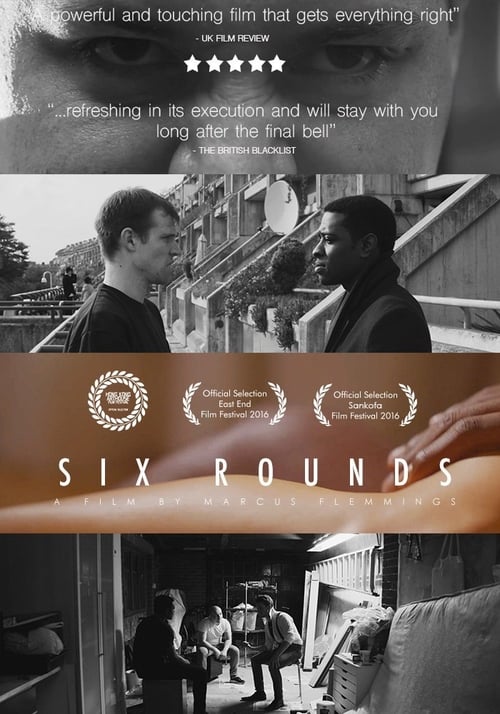 A powerful and touching film that gets everything right”
- UK FILM REVIEW
“...refreshing in its execution and will stay with you
long after the final bell”
- THE BRITISH BLACKLIST
Official Selection
East End
Film Festival 2016
Official Selection
Sankofa
Film Festival 2016
SIX ROUNDS
A FILM BY MARCUS FLEMMINGS